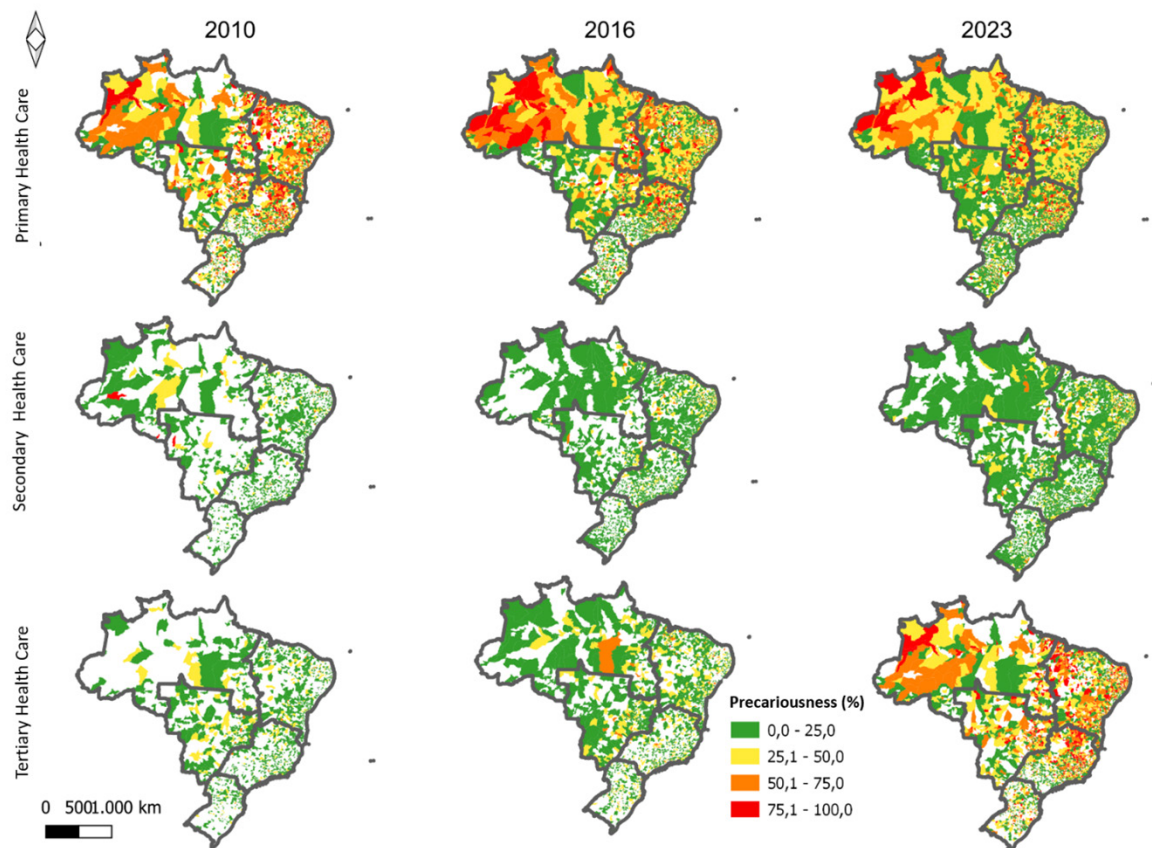 2010 2016 2023
Primary Health Care
Secondary Health Care
Tertiary Health Care
Precariousness (%)
0,0 - 25,0
25,1 - 50,0
50,1 - 75,0
75,1 - 100,0
0 5001.000 km